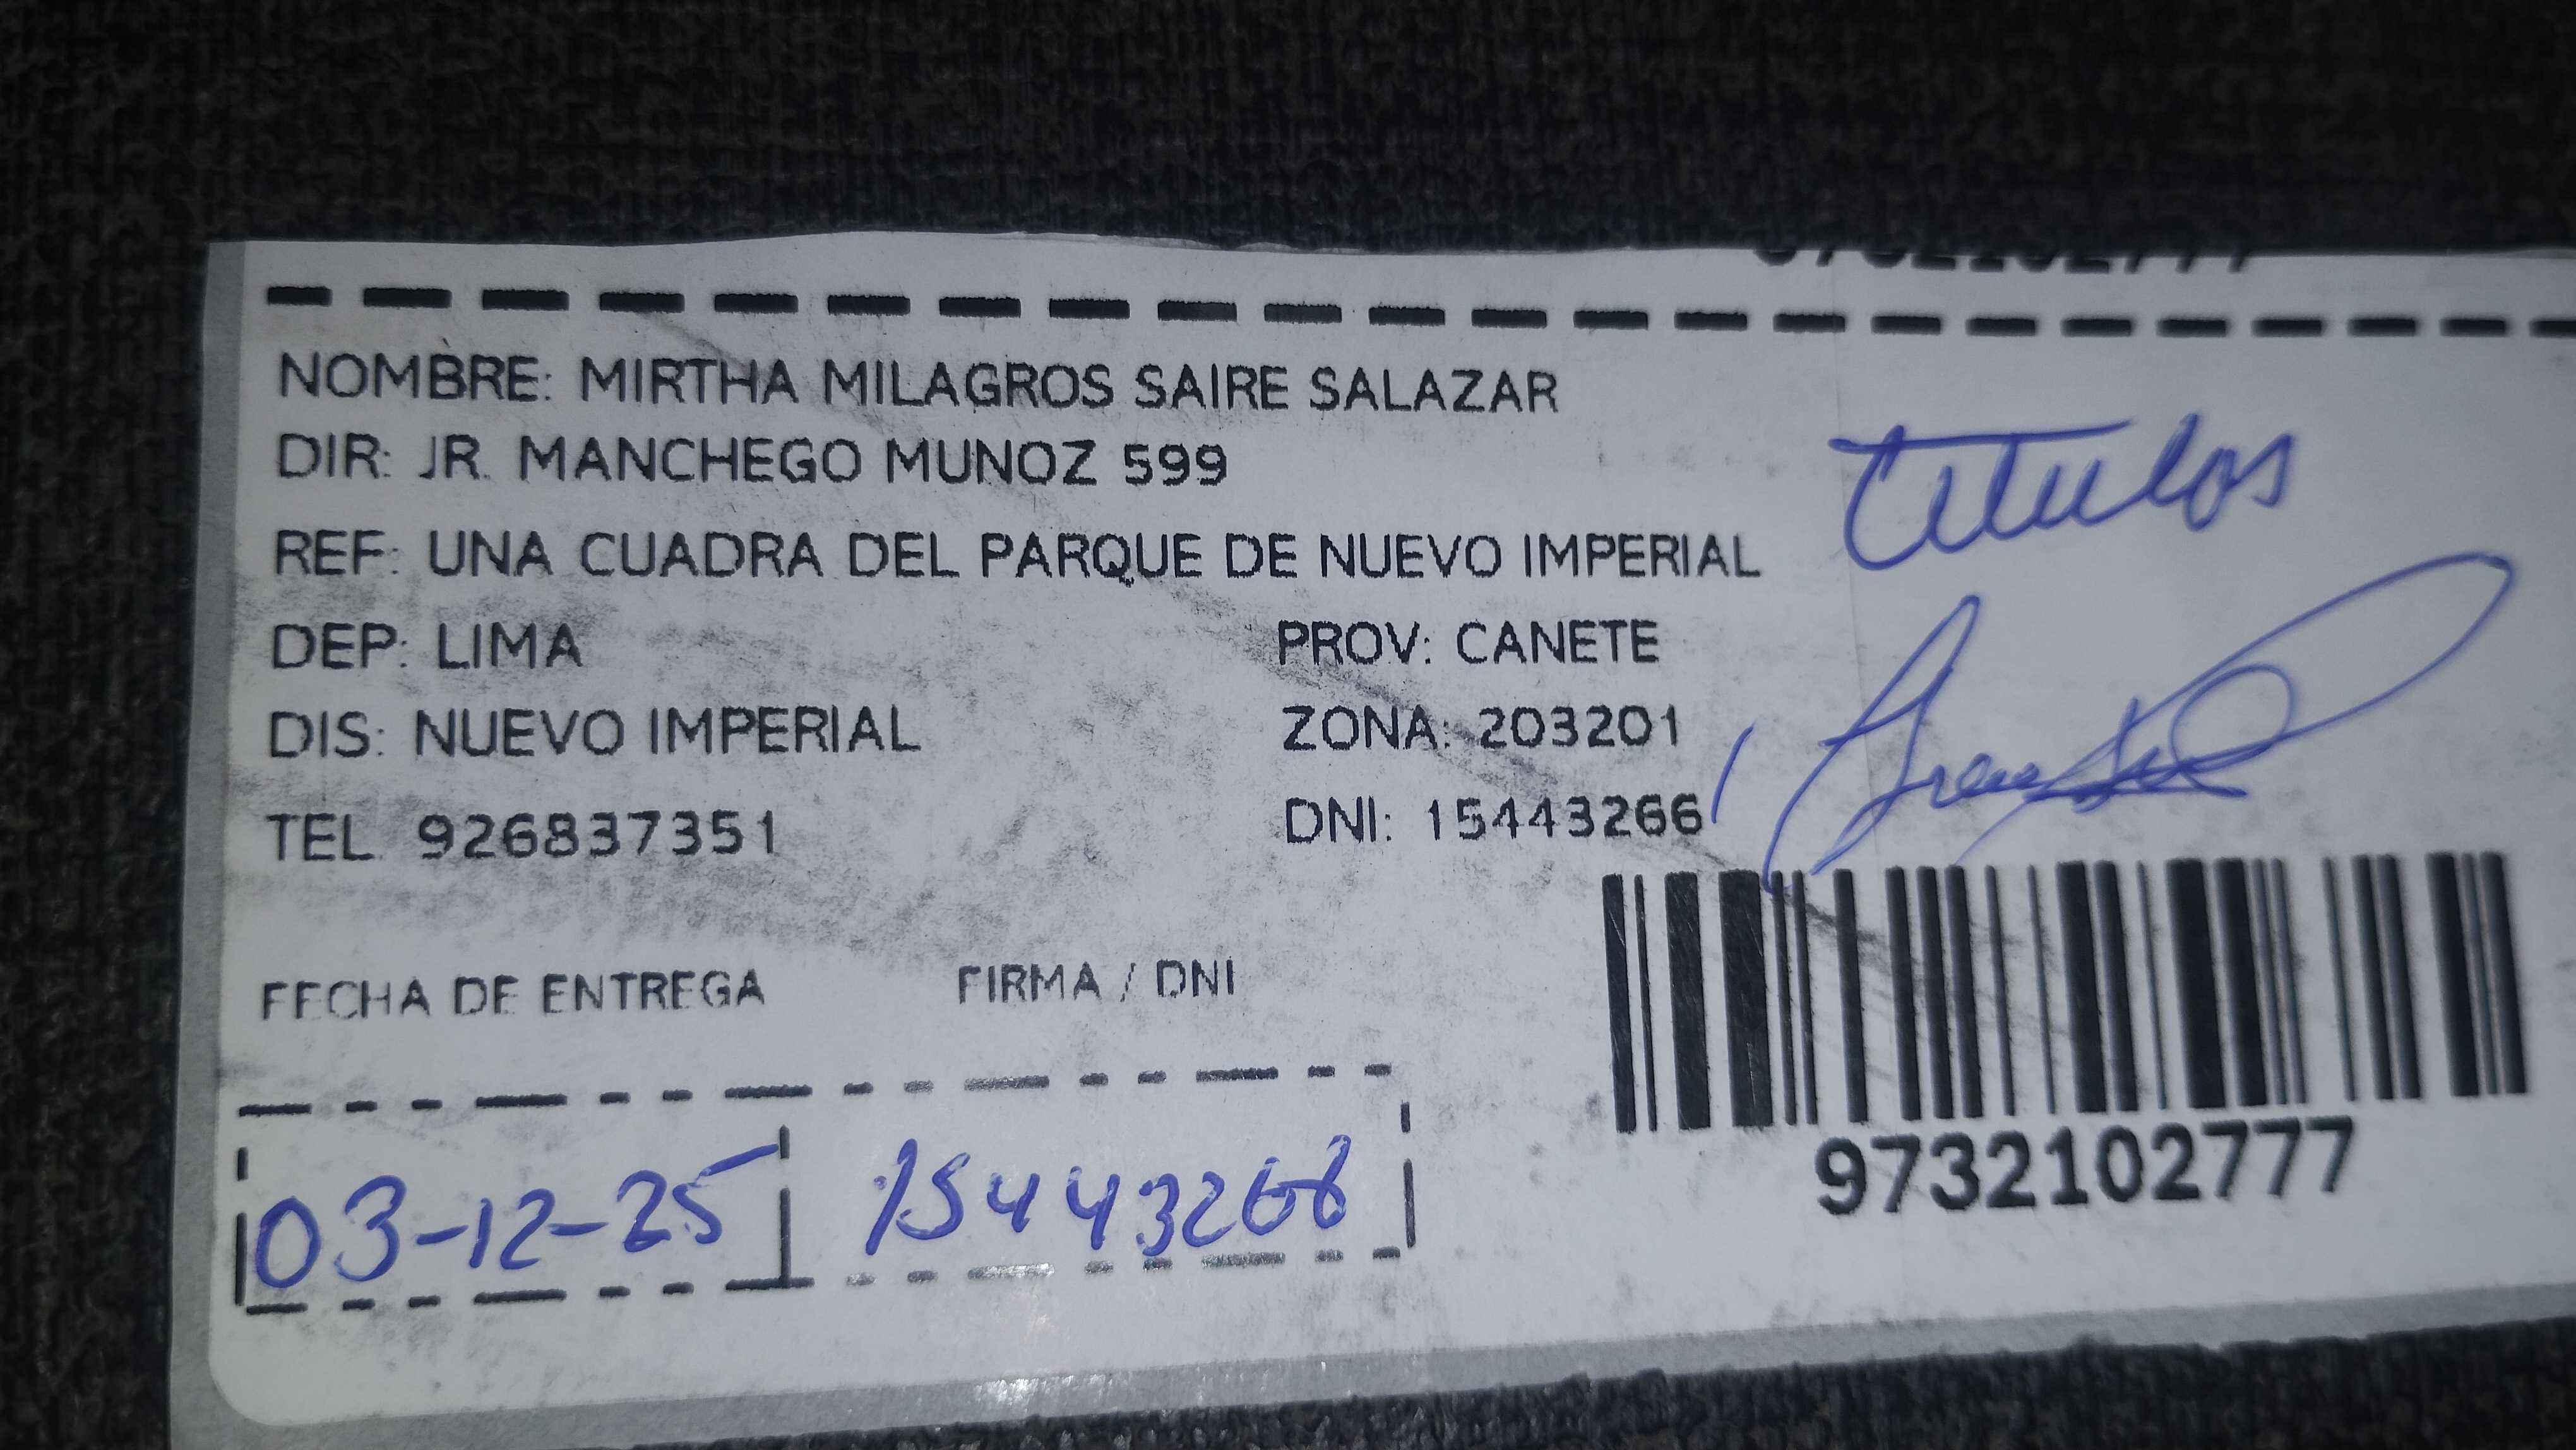 9732102777
NOMBRE: MIRTHA MILAGROS SAIRE SALAZAR
DIR: JR. MANCHEGO MUNOZ 599
titulos
REF: UNA CUADRA DEL PARQUE DE NUEVO IMPERIAL
DEP: LIMA PROV: CANETE
DIS: NUEVO IMPERIAL ZONA: 203201
TEL. 926837351 DNI: 15443266
FECHA DE ENTREGA FIRMA / DNI
03-12-25 15443266
9732102777